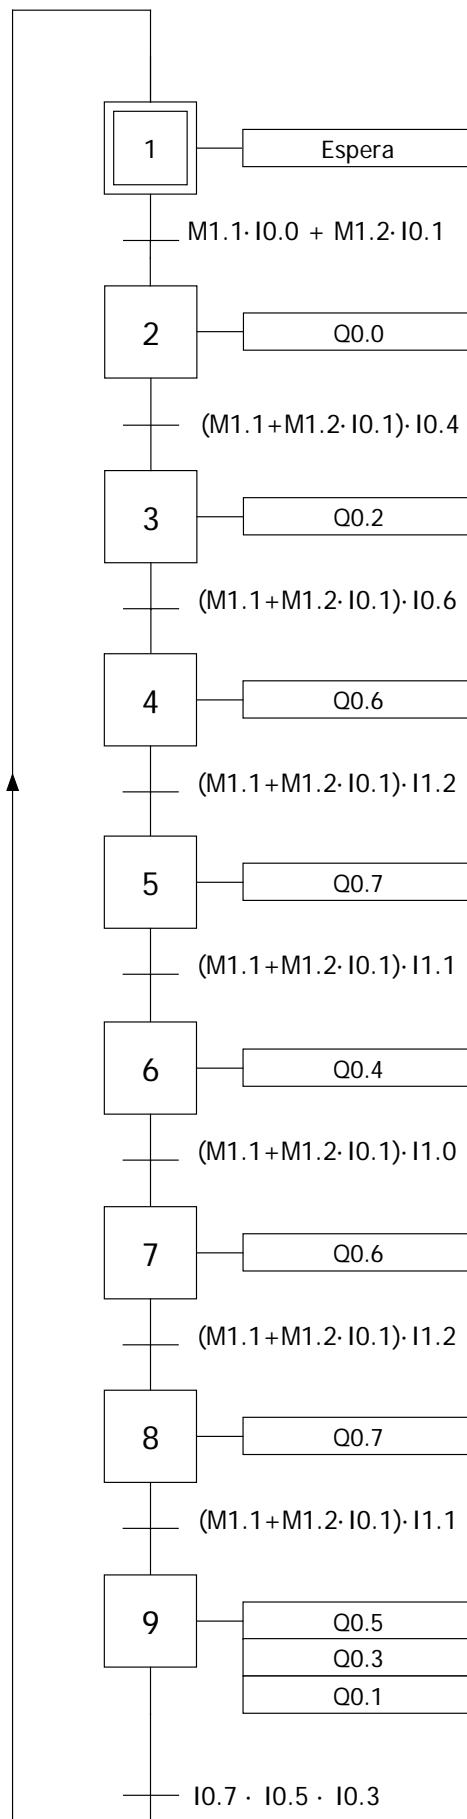 1
Espera
M1.1·I0.0 + M1.2·I0.1
2
Q0.0
(M1.1+M1.2·I0.1)·I0.4
3
Q0.2
(M1.1+M1.2·I0.1)·I0.6
4
Q0.6
(M1.1+M1.2·I0.1)·I1.2
5
Q0.7
(M1.1+M1.2·I0.1)·I1.1
6
Q0.4
(M1.1+M1.2·I0.1)·I1.0
7
Q0.6
(M1.1+M1.2·I0.1)·I1.2
8
Q0.7
(M1.1+M1.2·I0.1)·I1.1
9
Q0.5
Q0.3
Q0.1
I0.7 · I0.5 · I0.3